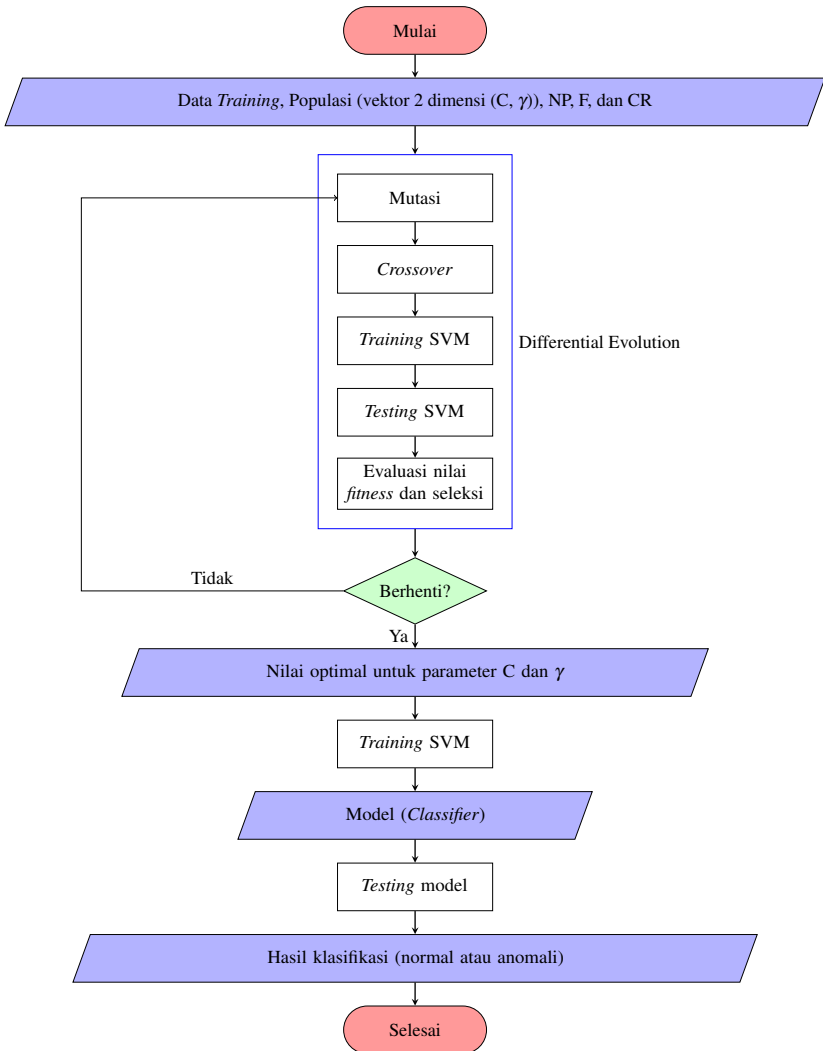 Mulai
Data Training, Populasi (vektor 2 dimensi (C, γ)), NP, F, dan CR
Mutasi
Crossover
Training SVM
Differential Evolution
Testing SVM
Evaluasi nilai
fitness dan seleksi
Tidak
Berhenti?
Ya
Nilai optimal untuk parameter C dan γ
Training SVM
Model (Classifier)
Testing model
Hasil klasifikasi (normal atau anomali)
Selesai